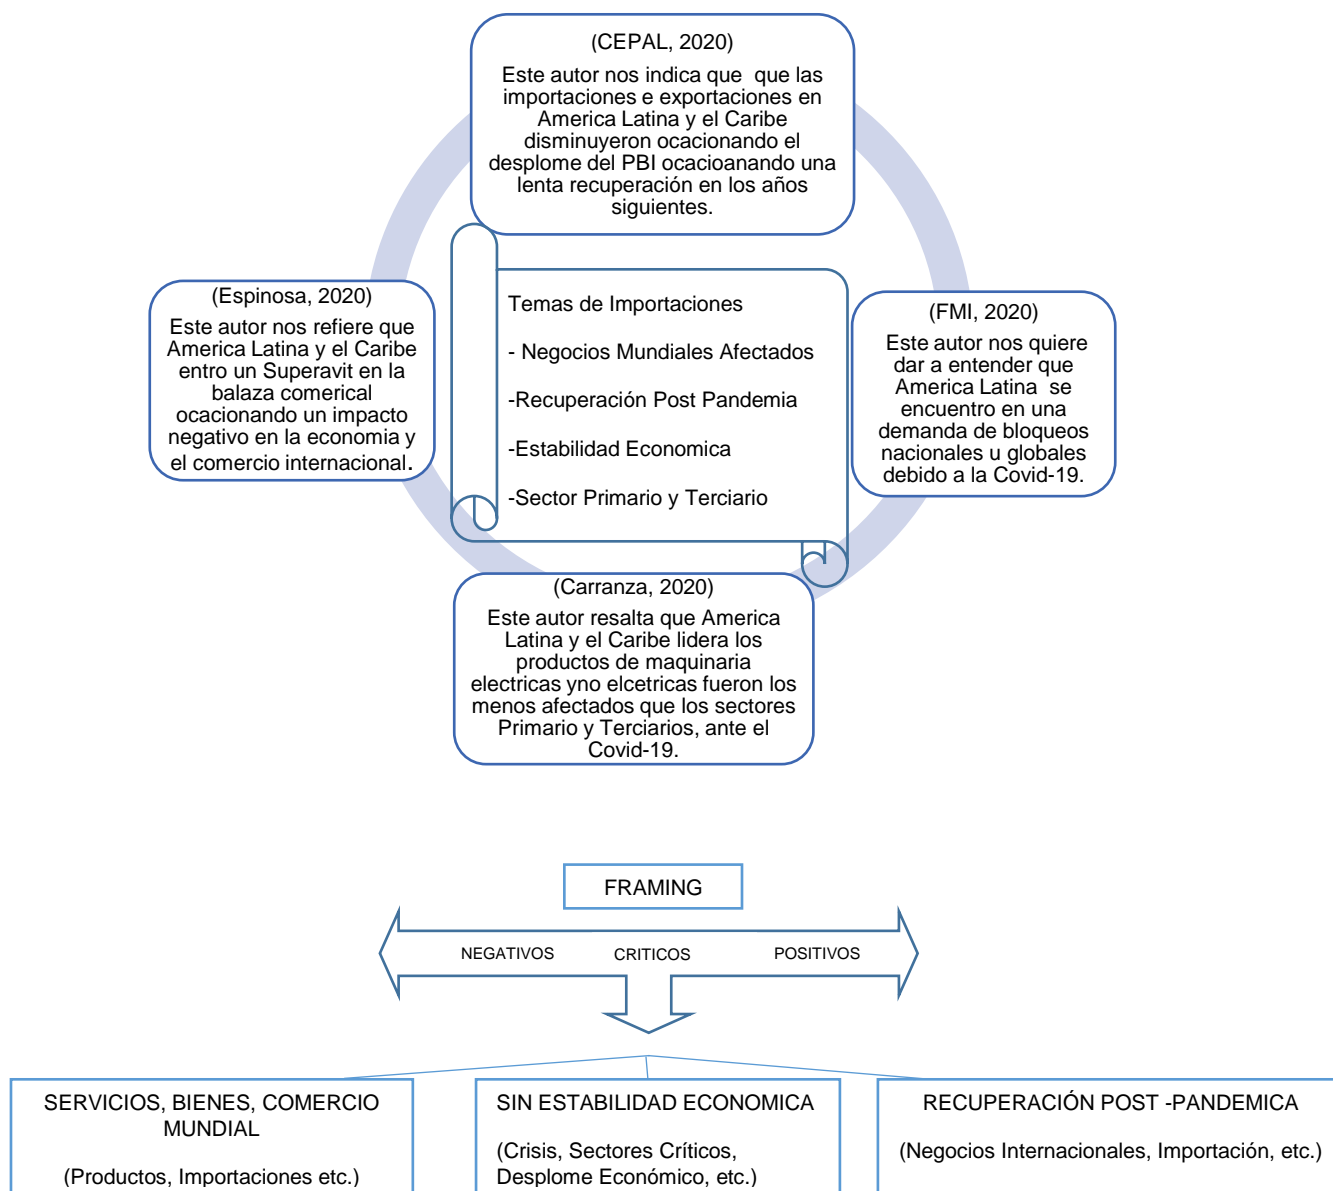 (CEPAL, 2020)
Este autor nos indica que que las
importaciones e exportaciones en
America Latina y el Caribe
disminuyeron ocacionando el
desplome del PBI ocacioanando una
lenta recuperación en los años
siguientes.
(Espinosa, 2020)
Este autor nos refiere que
America Latina y el Caribe
entro un Superavit en la
balaza comerical
ocacionando un impacto
negativo en la economia y
el comercio internacional.
Temas de Importaciones
- Negocios Mundiales Afectados
-Recuperación Post Pandemia
-Estabilidad Economica
-Sector Primario y Terciario
(FMI, 2020)
Este autor nos quiere
dar a entender que
America Latina se
encuentro en una
demanda de bloqueos
nacionales u globales
debido a la Covid-19.
(Carranza, 2020)
Este autor resalta que America
Latina y el Caribe lidera los
productos de maquinaria
electricas yno elcetricas fueron los
menos afectados que los sectores
Primario y Terciarios, ante el
Covid-19.
FRAMING
NEGATIVOS CRITICOS POSITIVOS
SERVICIOS, BIENES, COMERCIO
MUNDIAL
(Productos, Importaciones etc.)
SIN ESTABILIDAD ECONOMICA
(Crisis, Sectores Críticos,
Desplome Económico, etc.)
RECUPERACIÓN POST -PANDEMICA
(Negocios Internacionales, Importación, etc.)